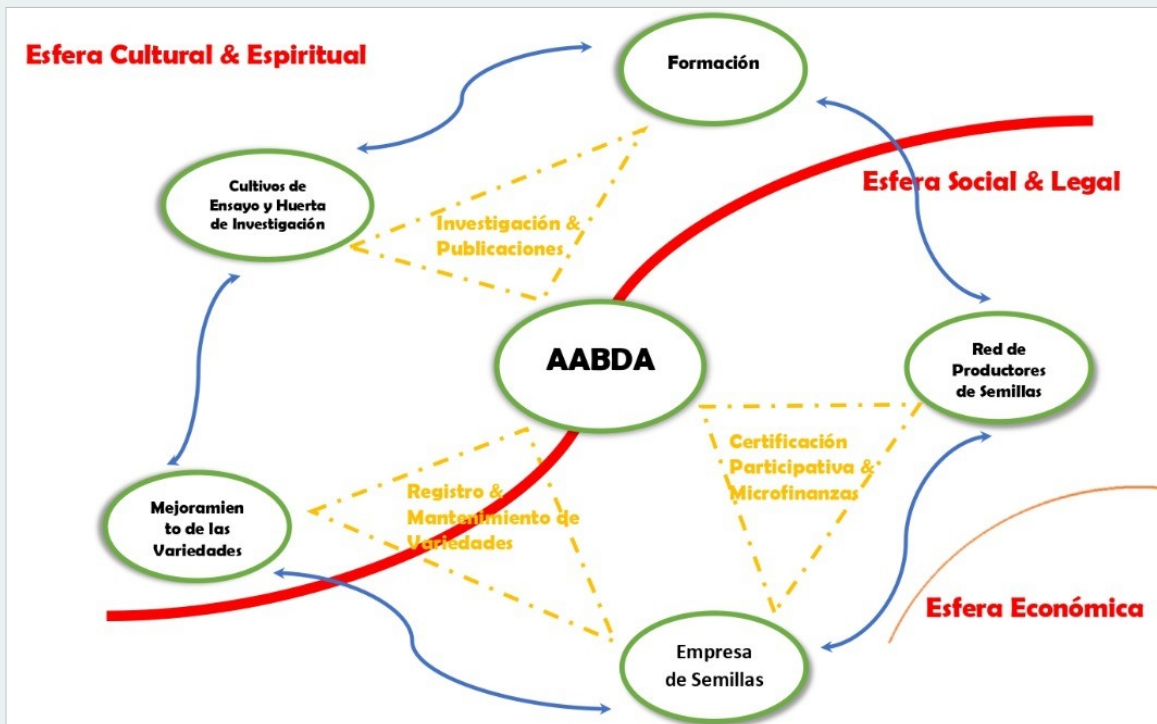 Esfera Cultural & Espiritual
Formación
Cultivos de
Ensayo y Huerta
de Investigación
Investigación &
Publicaciones
Esfera Social & Legal
AABDA
Red de
Productores
de Semillas
Certificación
Participativa &
Microfinanzas
Registro &
Mantenimiento de
Variedades
Mejoramien
to de las
Variedades
Esfera Económica
Empresa
de Semillas